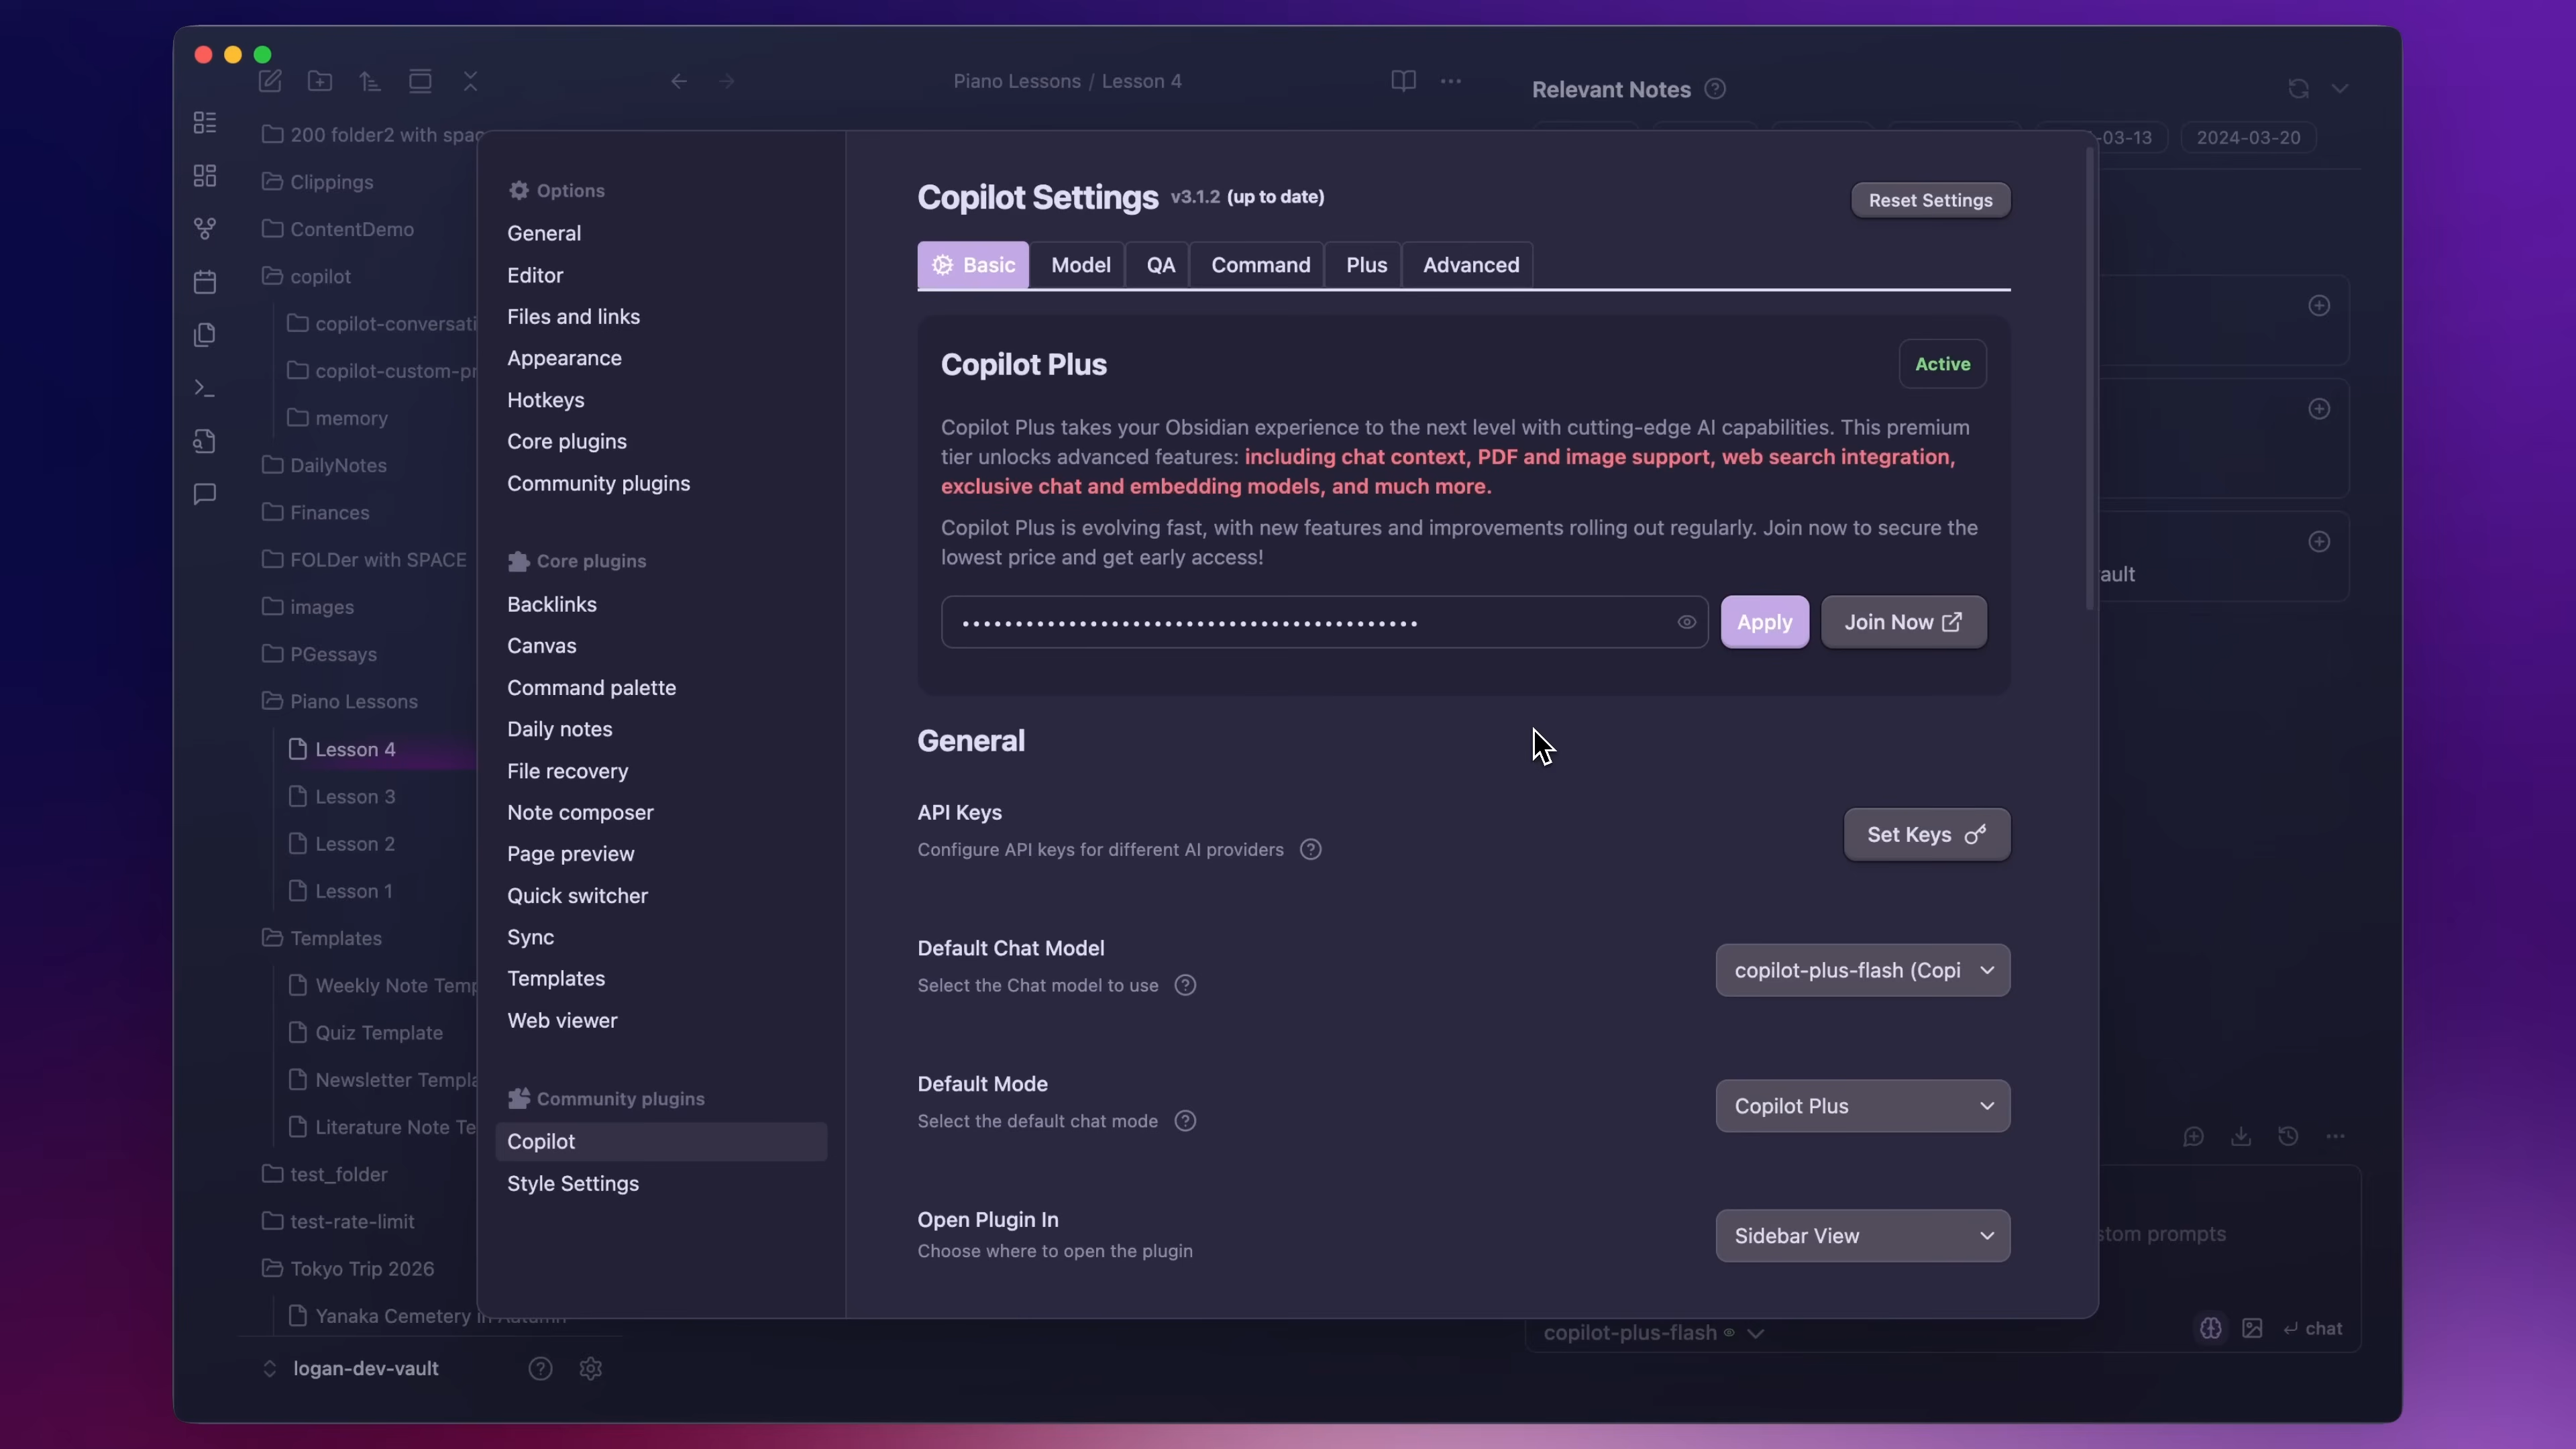 Piano Lessons / Lesson 4
Relevant Notes
-03-13
2024-03-20
200 folder2 with spac
Clippings
ContentDemo
copilot
copilot-conversati
copilot-custom-pr
memory
DailyNotes
Finances
FOLDer with SPACE
images
PGessays
Piano Lessons
Lesson 4
Lesson 3
Lesson 2
Lesson 1
Templates
Weekly Note Temp
Quiz Template
Newsletter Templa
Literature Note Te
test_folder
test-rate-limit
Tokyo Trip 2026
Yanaka Cemetery in Autumn
logan-dev-vault
Options
General
Editor
Files and links
Appearance
Hotkeys
Core plugins
Community plugins
Core plugins
Backlinks
Canvas
Command palette
Daily notes
File recovery
Note composer
Page preview
Quick switcher
Sync
Templates
Web viewer
Community plugins
Copilot
Style Settings
Copilot Settings v3.1.2 (up to date)
Reset Settings
Basic
Model
QA
Command
Plus
Advanced
Copilot Plus
Active
Copilot Plus takes your Obsidian experience to the next level with cutting-edge AI capabilities. This premium
tier unlocks advanced features: including chat context, PDF and image support, web search integration,
exclusive chat and embedding models, and much more.
Copilot Plus is evolving fast, with new features and improvements rolling out regularly. Join now to secure the
lowest price and get early access!
Apply
Join Now
General
API Keys
Configure API keys for different AI providers
Set Keys
Default Chat Model
Select the Chat model to use
copilot-plus-flash (Copi
Default Mode
Select the default chat mode
Copilot Plus
Open Plugin In
Choose where to open the plugin
Sidebar View
ault
stom prompts
copilot-plus-flash
chat